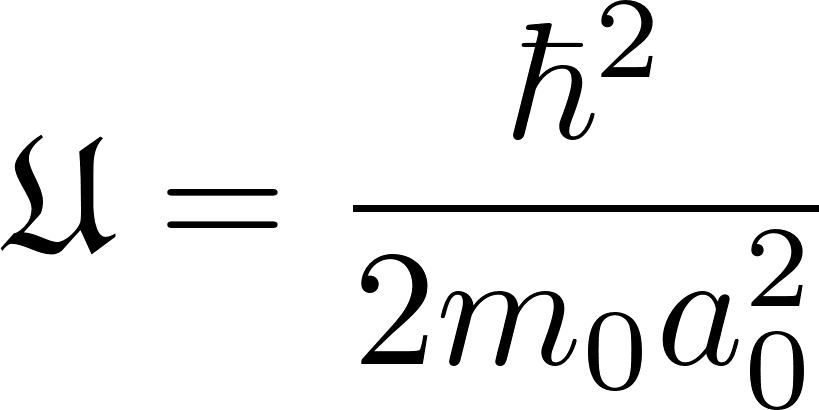 𝔘 = ℏ² / 2m₀a₀²